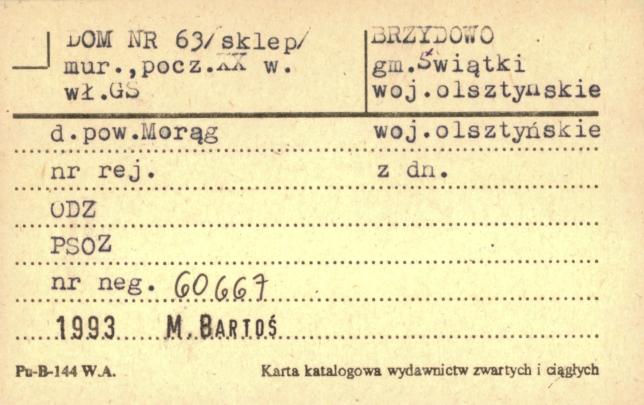 DOM NR 63/sklep/
mur.,pocz.XX w.
wł.GS
BRZYDOWO
gm.Świątki
woj.olsztyńskie
d.pow.Morąg woj.olsztyńskie
nr rej. z dn.
ODZ
PSOZ
nr neg. 60667
1993 M. BARTOŚ
Pu-B-144 W.A. Karta katalogowa wydawnictw zwartych i ciągłych